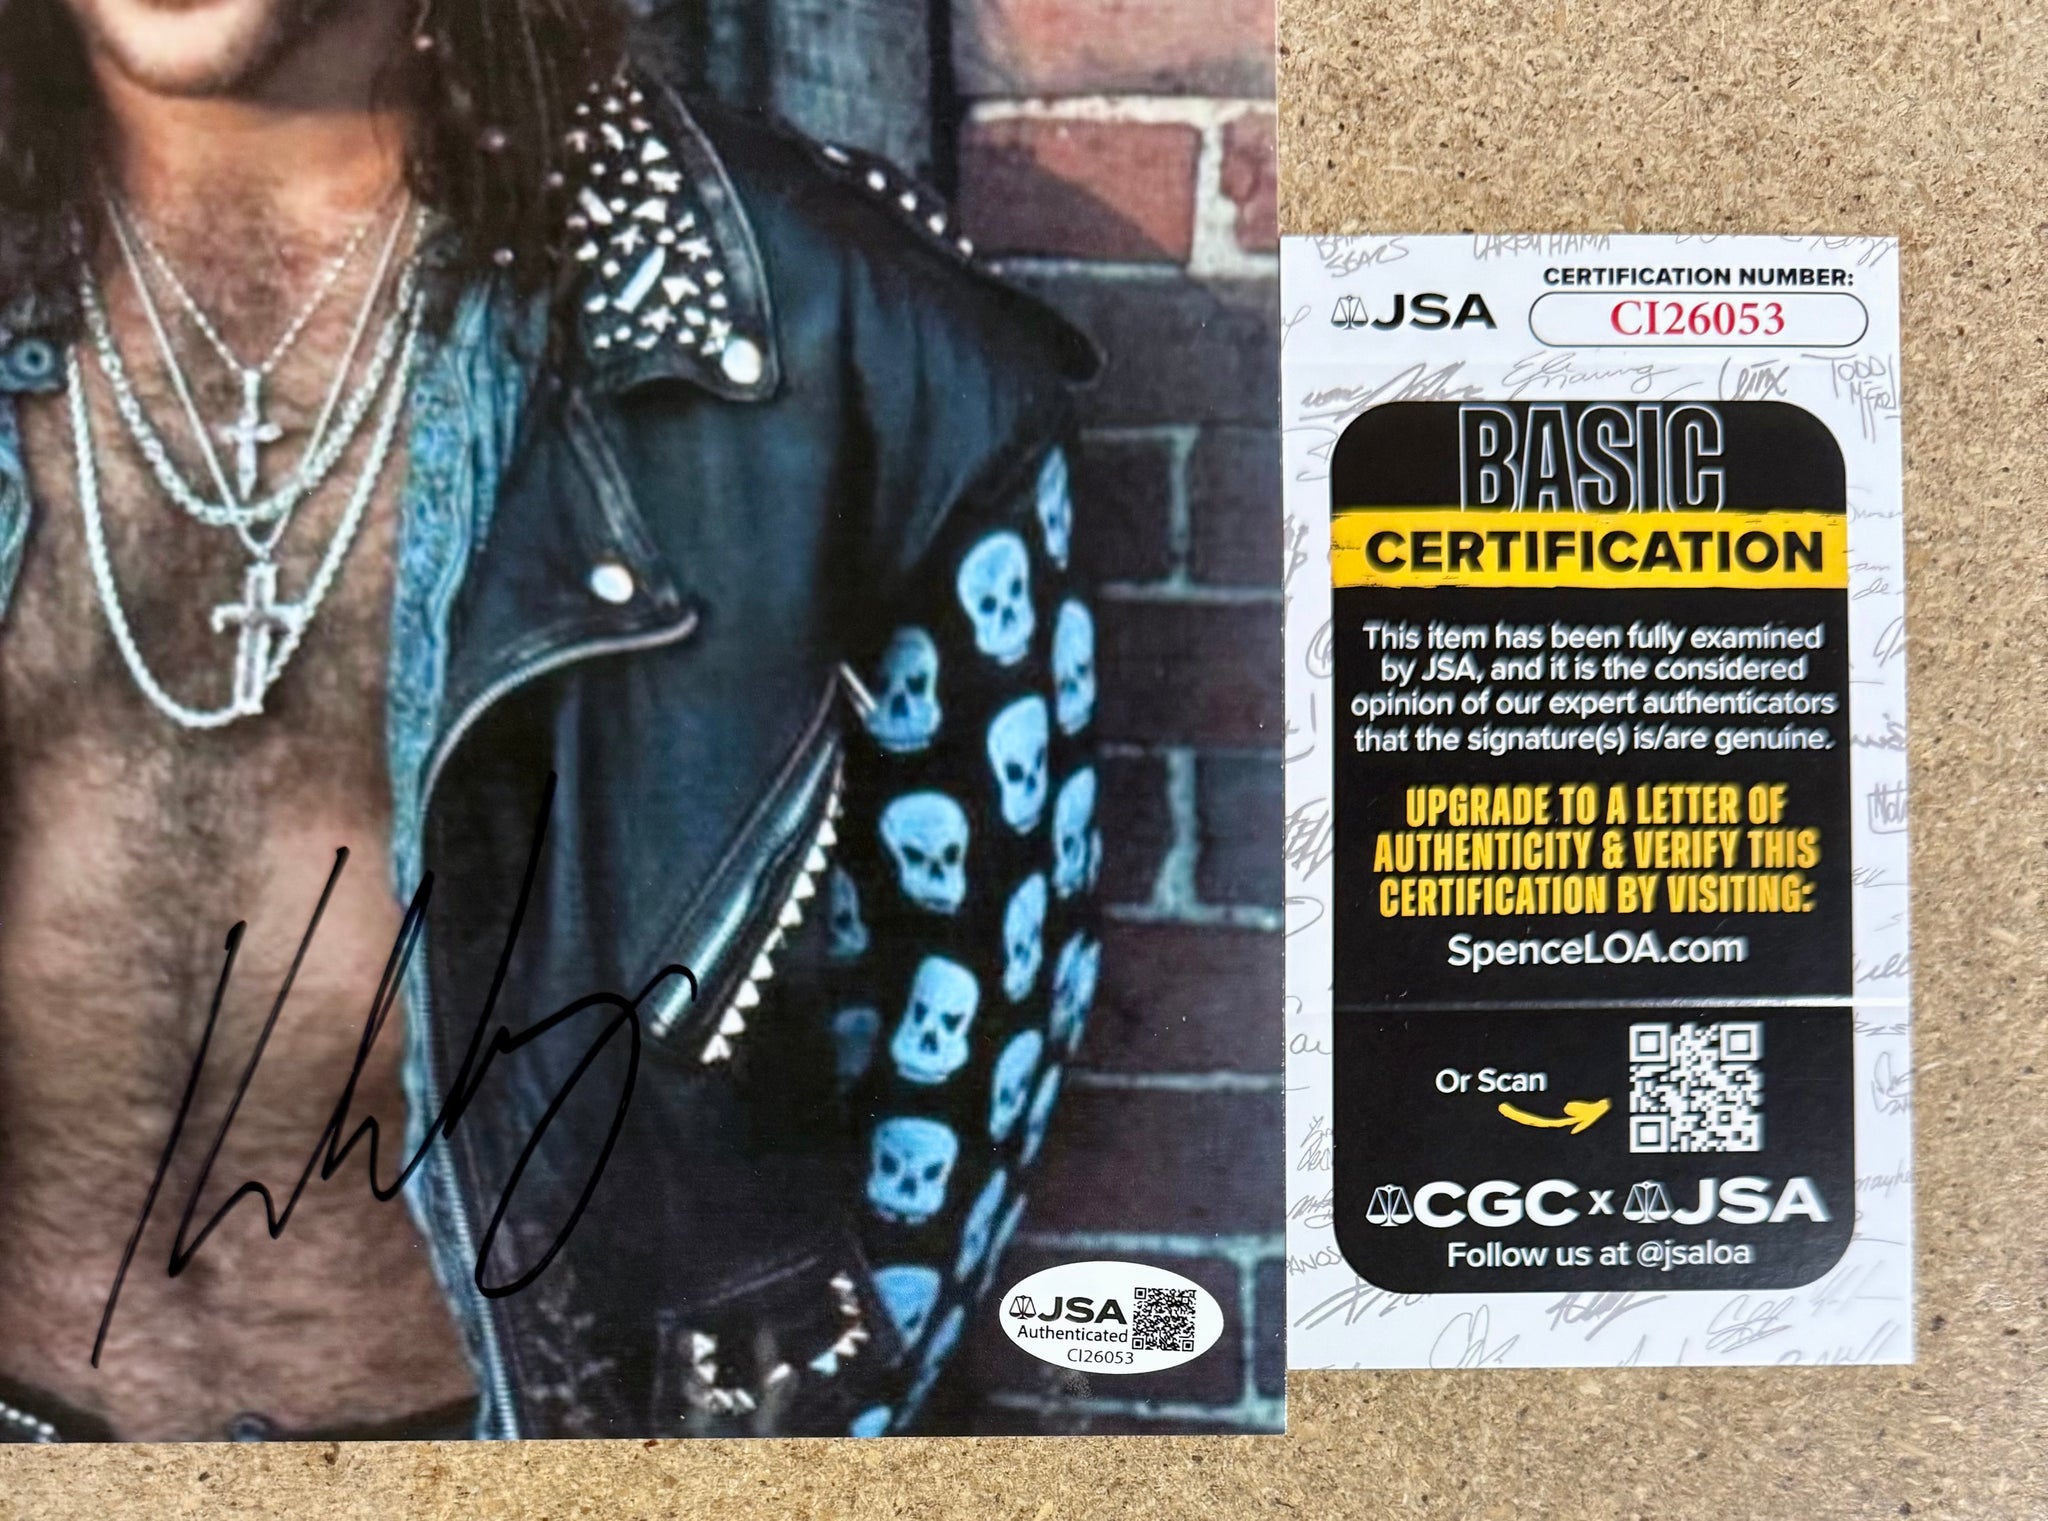 JSA
CERTIFICATION NUMBER:
CI26053
BASIC
CERTIFICATION
This item has been fully examined
by JSA, and it is the considered
opinion of our expert authenticators
that the signature(s) is/are genuine.
UPGRADE TO A LETTER OF
AUTHENTICITY & VERIFY THIS
CERTIFICATION BY VISITING:
SpenceLOA.com
Or Scan
CGC x JSA
Follow us at @jsaloa
JSA
Authenticated
CI26053